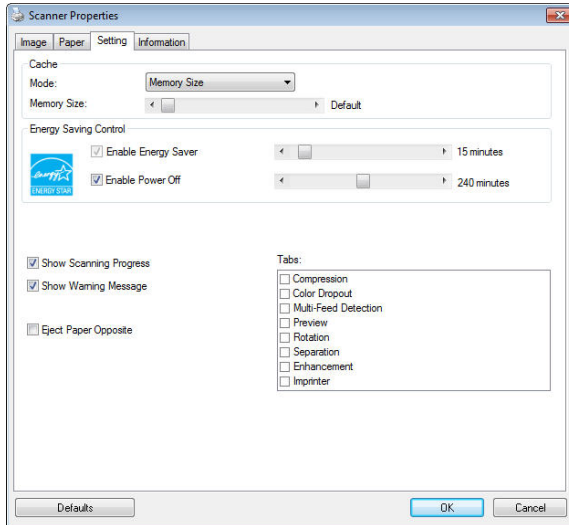 Scanner Properties
Image Paper Setting Information
Cache
Mode: Memory Size
Memory Size: Default
Energy Saving Control
Enable Energy Saver 15 minutes
energy
ENERGY STAR
Enable Power Off 240 minutes
Show Scanning Progress
Show Warning Message
Eject Paper Opposite
Tabs:
Compression
Color Dropout
Multi-Feed Detection
Preview
Rotation
Separation
Enhancement
Imprinter
Defaults OK Cancel